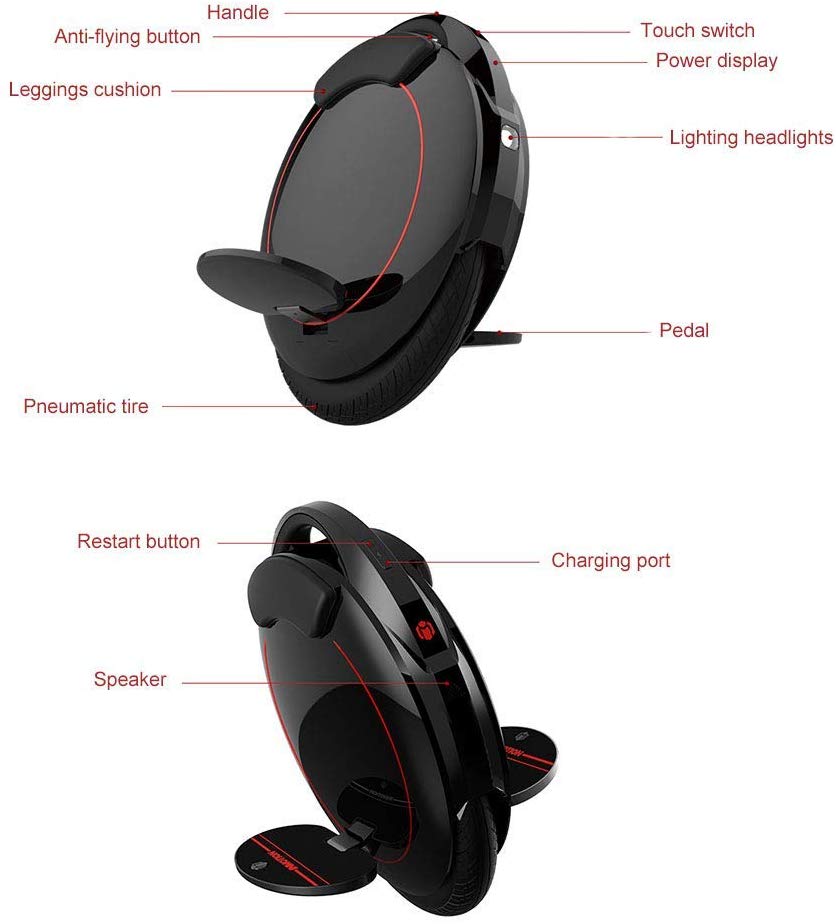 Handle
Anti-flying button
Touch switch
Power display
Leggings cushion
Lighting headlights
Pedal
Pneumatic tire
Restart button
Charging port
Speaker
INMOTION